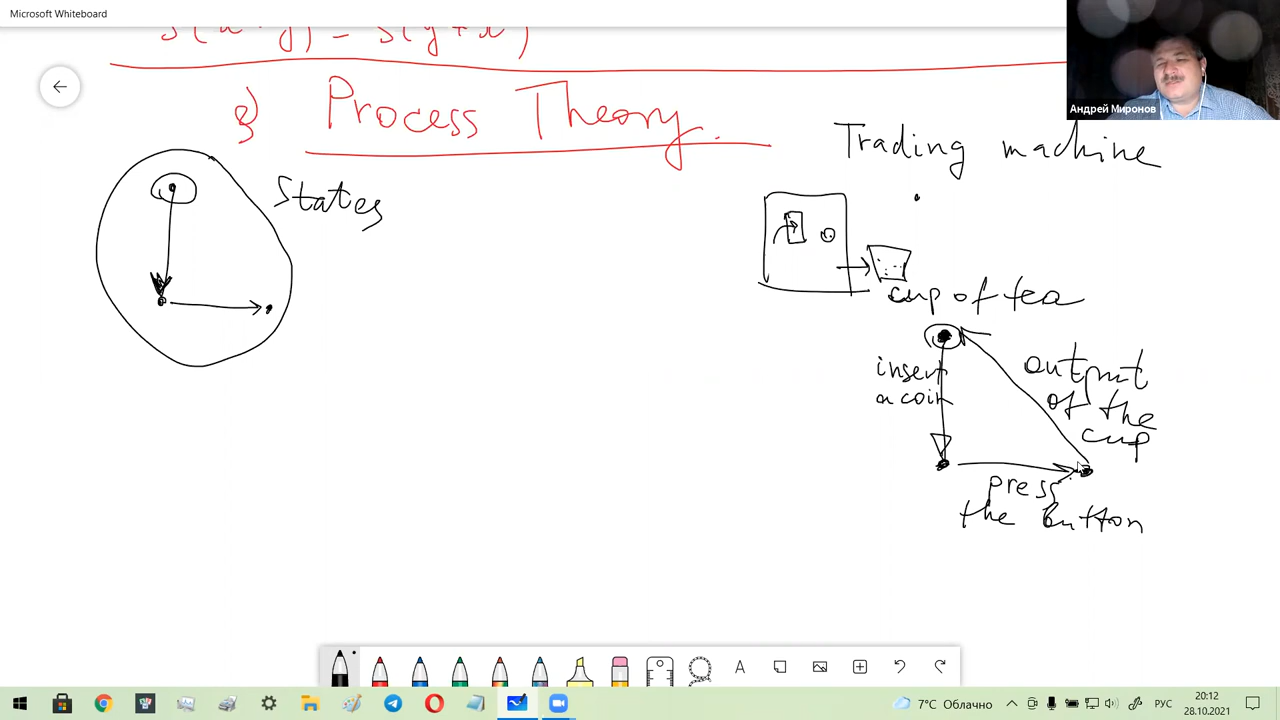 Microsoft Whiteboard
Андрей Миронов
3) Process Theory.
Trading machine
States
cup of tea
insert
a coin
output
of the
cup
press
the button
A
7°C Облачно
РУС
20:12
28.10.2021